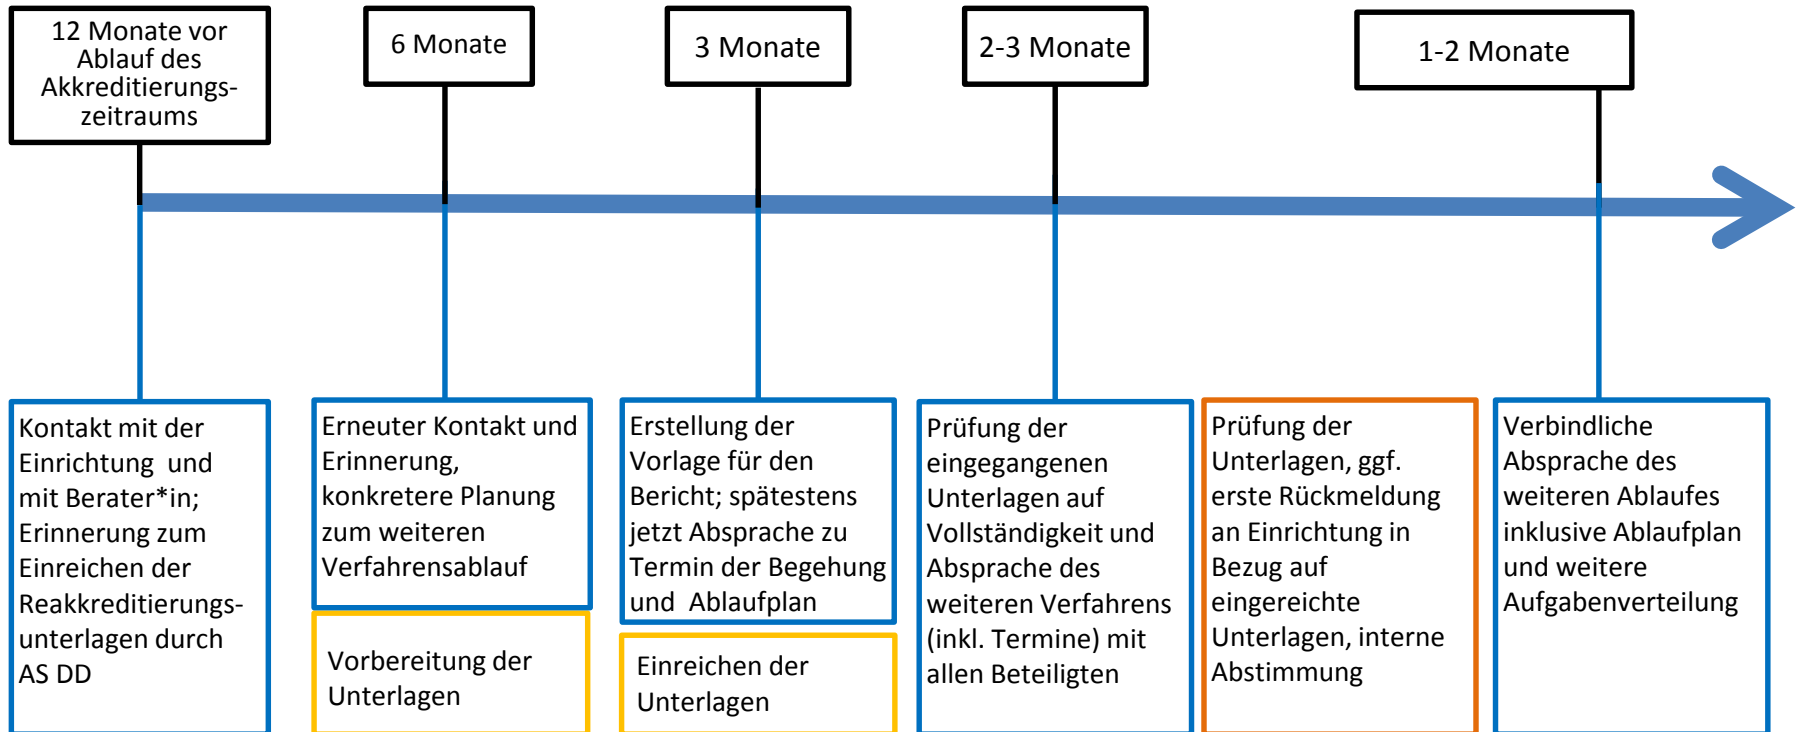 12 Monate vor
Ablauf des
Akkreditierungs-
zeitraums
6 Monate
3 Monate
2-3 Monate
1-2 Monate
Kontakt mit der
Einrichtung und
mit Berater*in;
Erinnerung zum
Einreichen der
Reakkreditierungs-
unterlagen durch
AS DD
Erneuter Kontakt und
Erinnerung,
konkretere Planung
zum weiteren
Verfahrensablauf
Vorbereitung der
Unterlagen
Erstellung der
Vorlage für den
Bericht; spätestens
jetzt Absprache zu
Termin der Begehung
und Ablaufplan
Einreichen der
Unterlagen
Prüfung der
eingegangenen
Unterlagen auf
Vollständigkeit und
Absprache des
weiteren Verfahrens
(inkl. Termine) mit
allen Beteiligten
Prüfung der
Unterlagen, ggf.
erste Rückmeldung
an Einrichtung in
Bezug auf
eingereichte
Unterlagen, interne
Abstimmung
Verbindliche
Absprache des
weiteren Ablaufes
inklusive Ablaufplan
und weitere
Aufgabenverteilung